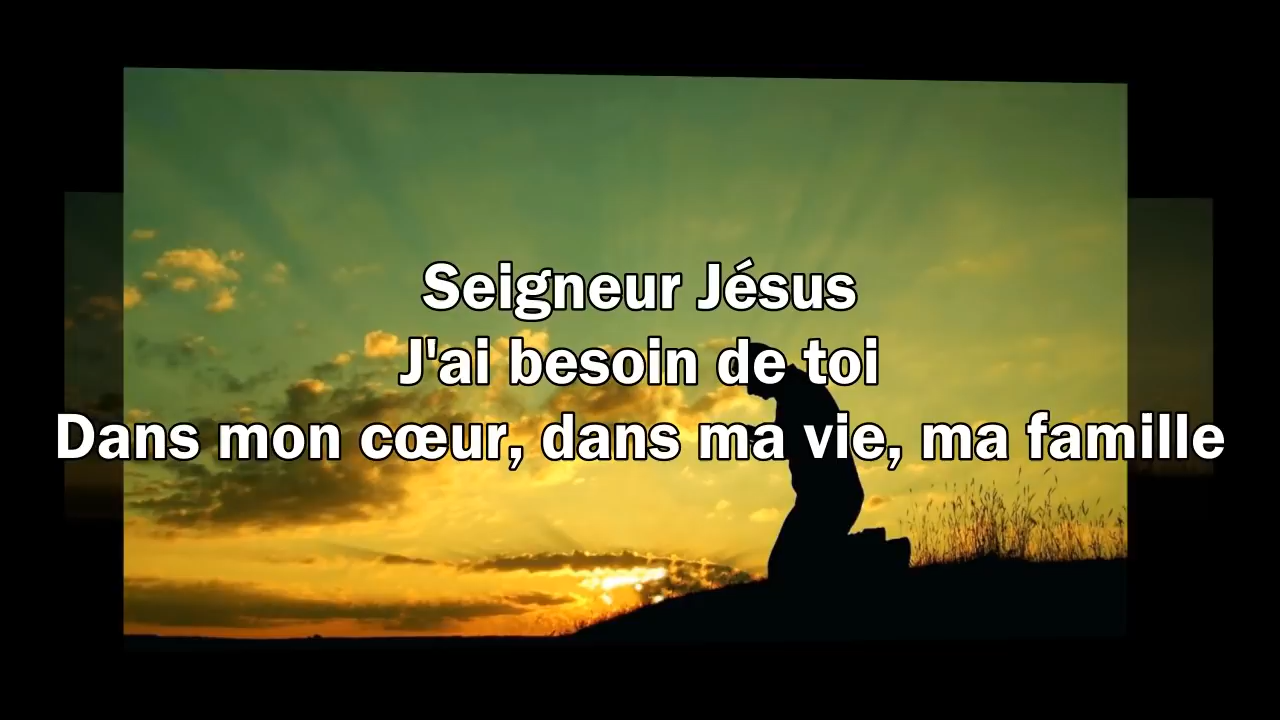 Seigneur Jésus
J'ai besoin de toi
Dans mon cœur, dans ma vie, ma famille